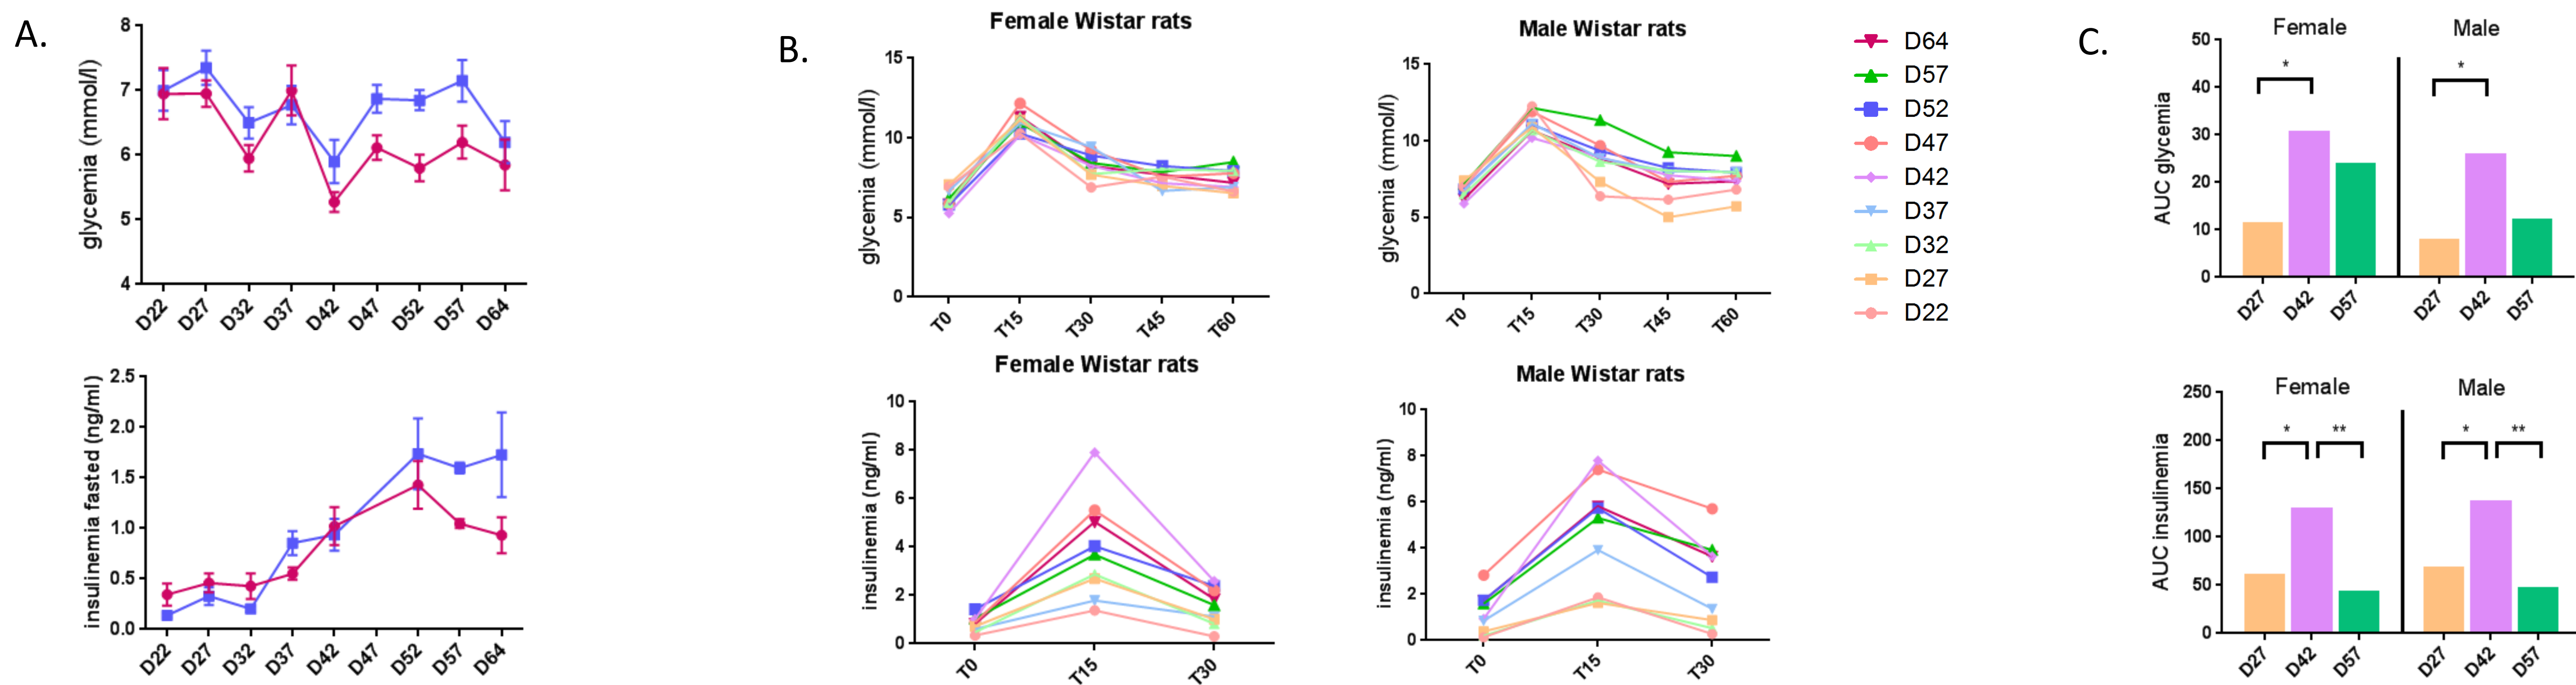 A.
8
7
6
5
4
glycemia (mmol/l)
D22 D27 D32 D37 D42 D47 D52 D57 D64
2.5
2.0
1.5
1.0
0.5
0.0
insulinemia fasted (ng/ml)
D22 D27 D32 D37 D42 D47 D52 D57 D64
B.
Female Wistar rats
15
10
5
0
glycemia (mmol/l)
T0 T15 T30 T45 T60
Male Wistar rats
15
10
5
0
glycemia (mmol/l)
T0 T15 T30 T45 T60
D64
D57
D52
D47
D42
D37
D32
D27
D22
Female Wistar rats
10
8
6
4
2
0
insulinemia (ng/ml)
T0 T15 T30
Male Wistar rats
10
8
6
4
2
0
insulinemia (ng/ml)
T0 T15 T30
C.
Female Male
50
40
30
20
10
0
AUC glycemia
* *
D27 D42 D57 D27 D42 D57
Female Male
250
200
150
100
50
0
AUC insulinemia
* ** * **
D27 D42 D57 D27 D42 D57